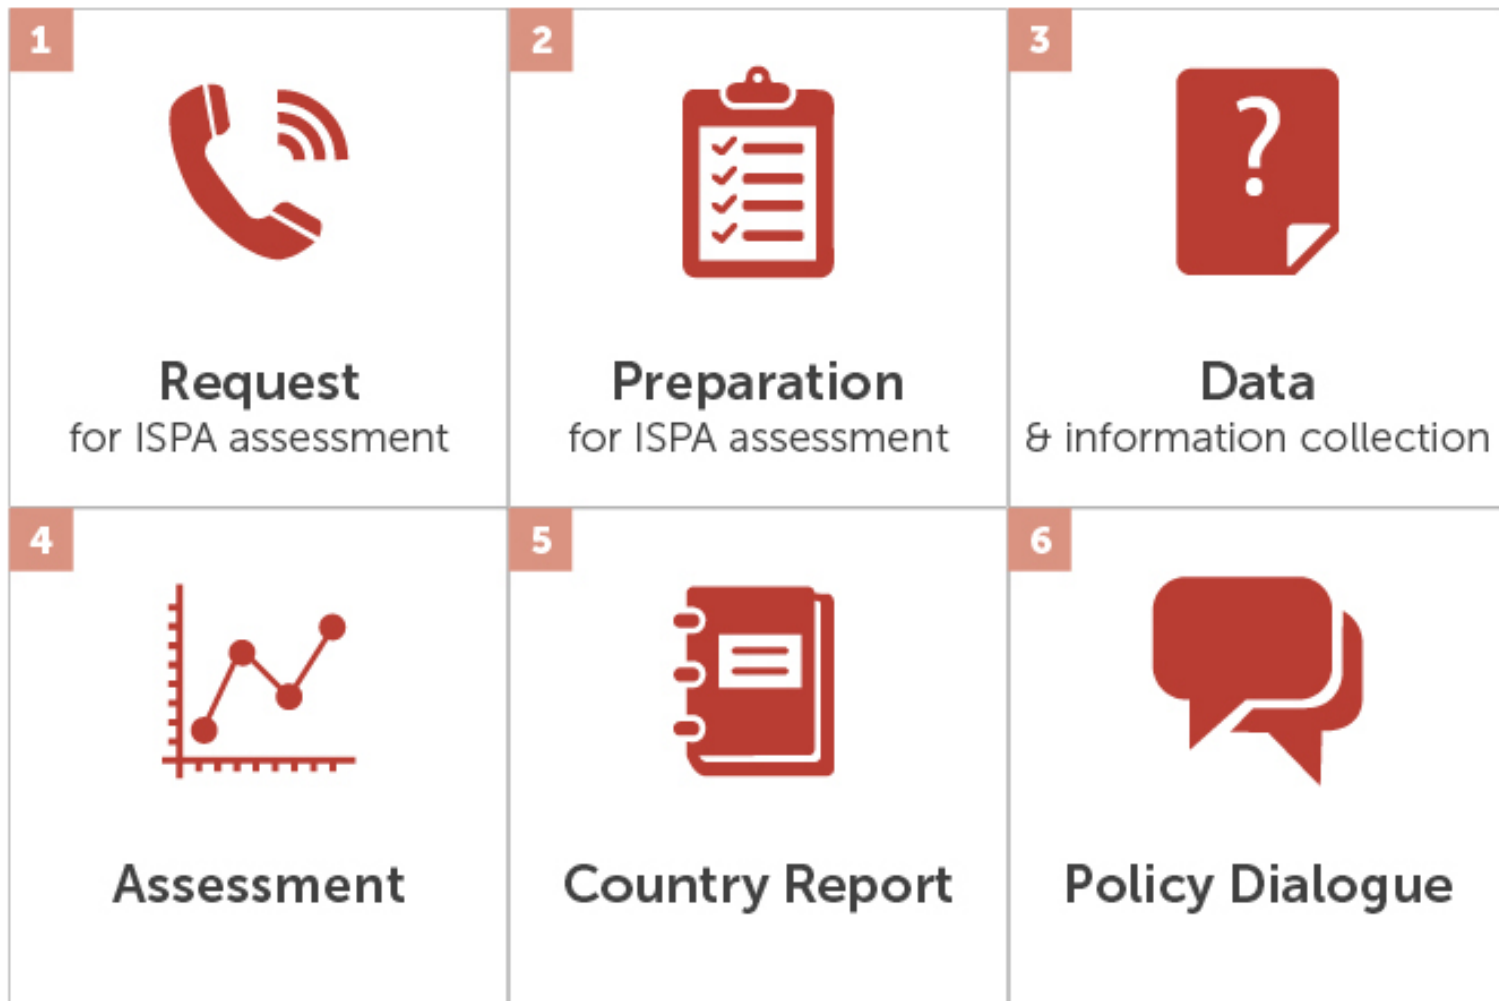 1
Request
for ISPA assessment
2
Preparation
for ISPA assessment
3
?
Data
& information collection
4
Assessment
5
Country Report
6
Policy Dialogue